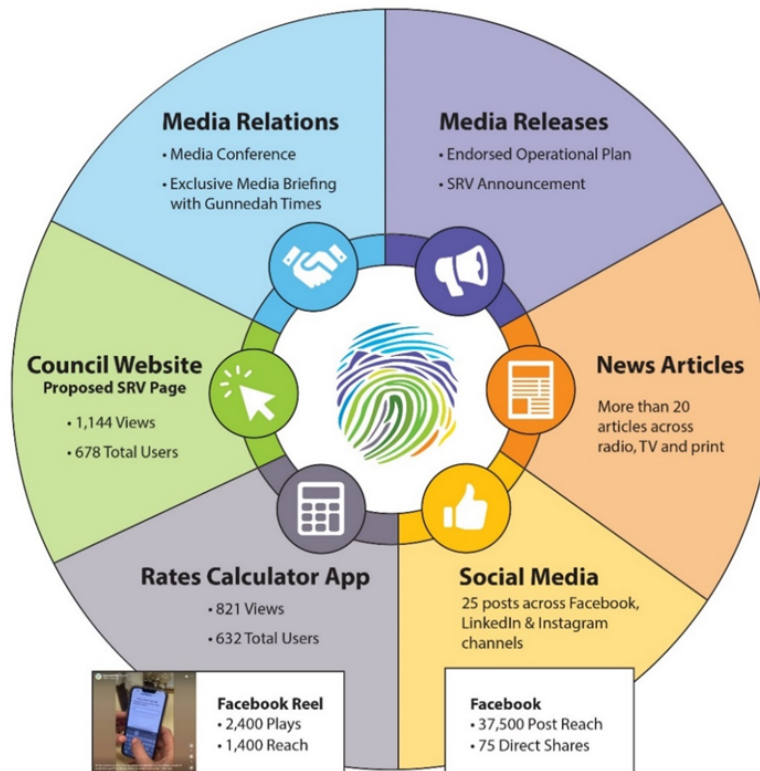 Media Relations
• Media Conference
• Exclusive Media Briefing
with Gunnedah Times
Media Releases
• Endorsed Operational Plan
• SRV Announcement
Council Website
Proposed SRV Page
• 1,144 Views
• 678 Total Users
News Articles
More than 20
articles across
radio, TV and print
Rates Calculator App
• 821 Views
• 632 Total Users
Social Media
25 posts across Facebook,
LinkedIn & Instagram
channels
Facebook Reel
• 2,400 Plays
• 1,400 Reach
Facebook
• 37,500 Post Reach
• 75 Direct Shares